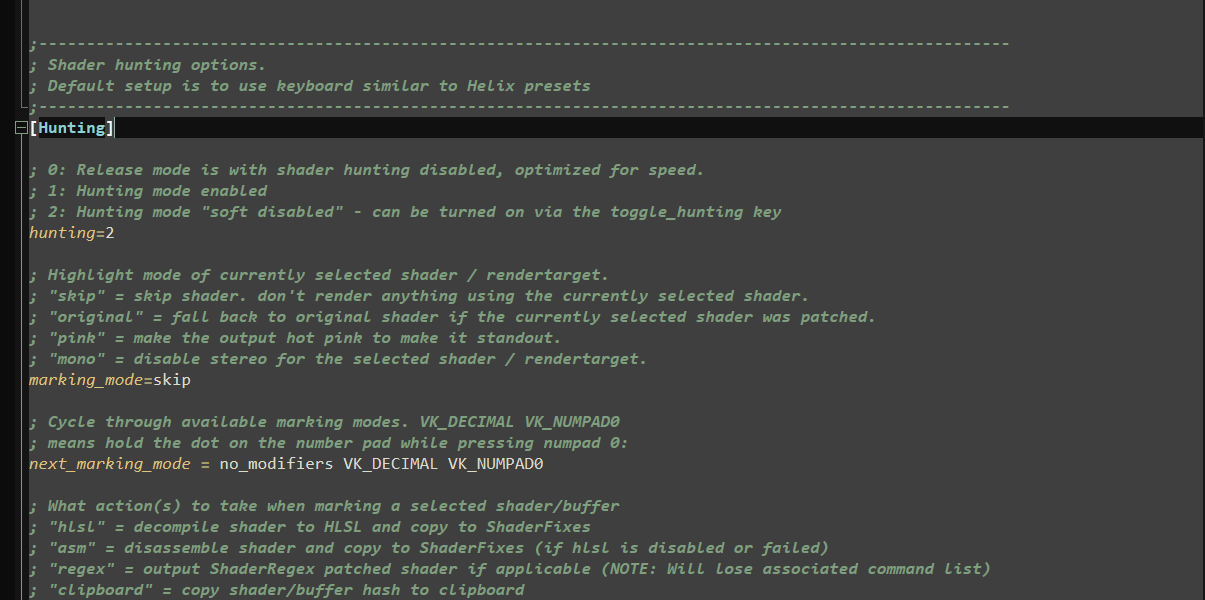 ;------------------------------------------------------------------------------------------------------
; Shader hunting options.
; Default setup is to use keyboard similar to Helix presets
;------------------------------------------------------------------------------------------------------
[Hunting]
; 0: Release mode is with shader hunting disabled, optimized for speed.
; 1: Hunting mode enabled
; 2: Hunting mode "soft disabled" - can be turned on via the toggle_hunting key
hunting=2
; Highlight mode of currently selected shader / rendertarget.
; "skip" = skip shader. don't render anything using the currently selected shader.
; "original" = fall back to original shader if the currently selected shader was patched.
; "pink" = make the output hot pink to make it standout.
; "mono" = disable stereo for the selected shader / rendertarget.
marking_mode=skip
; Cycle through available marking modes. VK_DECIMAL VK_NUMPAD0
; means hold the dot on the number pad while pressing numpad 0:
next_marking_mode = no_modifiers VK_DECIMAL VK_NUMPAD0
; What action(s) to take when marking a selected shader/buffer
; "hlsl" = decompile shader to HLSL and copy to ShaderFixes
; "asm" = disassemble shader and copy to ShaderFixes (if hlsl is disabled or failed)
; "regex" = output ShaderRegex patched shader if applicable (NOTE: Will lose associated command list)
; "clipboard" = copy shader/buffer hash to clipboard